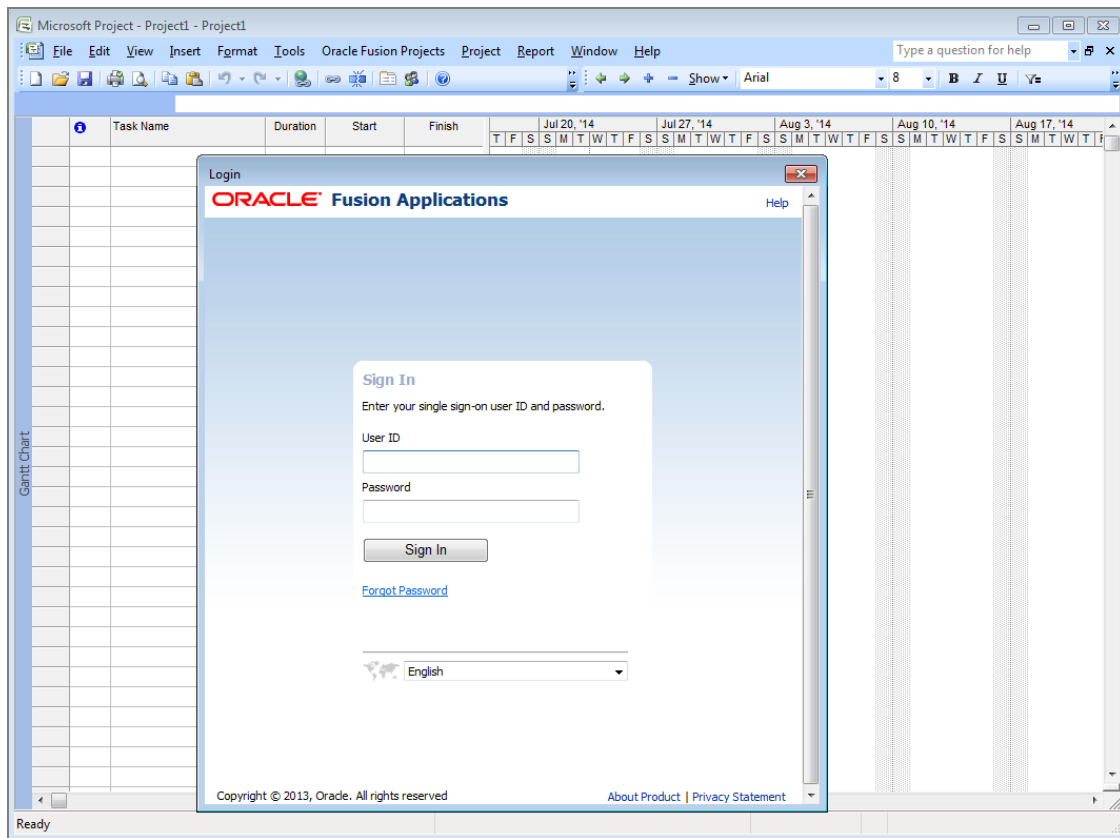 Microsoft Project - Project1 - Project1
File Edit View Insert Format Tools Oracle Fusion Projects Project Report Window Help
Type a question for help
Show Arial 8 B I U
Task Name Duration Start Finish
Jul 20, '14 Jul 27, '14 Aug 3, '14 Aug 10, '14 Aug 17, '14
T F S S M T W T F S S M T W T F S S M T W T F S S M T W T F S S M T W T F
Login
ORACLE Fusion Applications
Help
Sign In
Enter your single sign-on user ID and password.
User ID
Password
Sign In
Forgot Password
English
Copyright © 2013, Oracle. All rights reserved
About Product | Privacy Statement
Gantt Chart
Ready